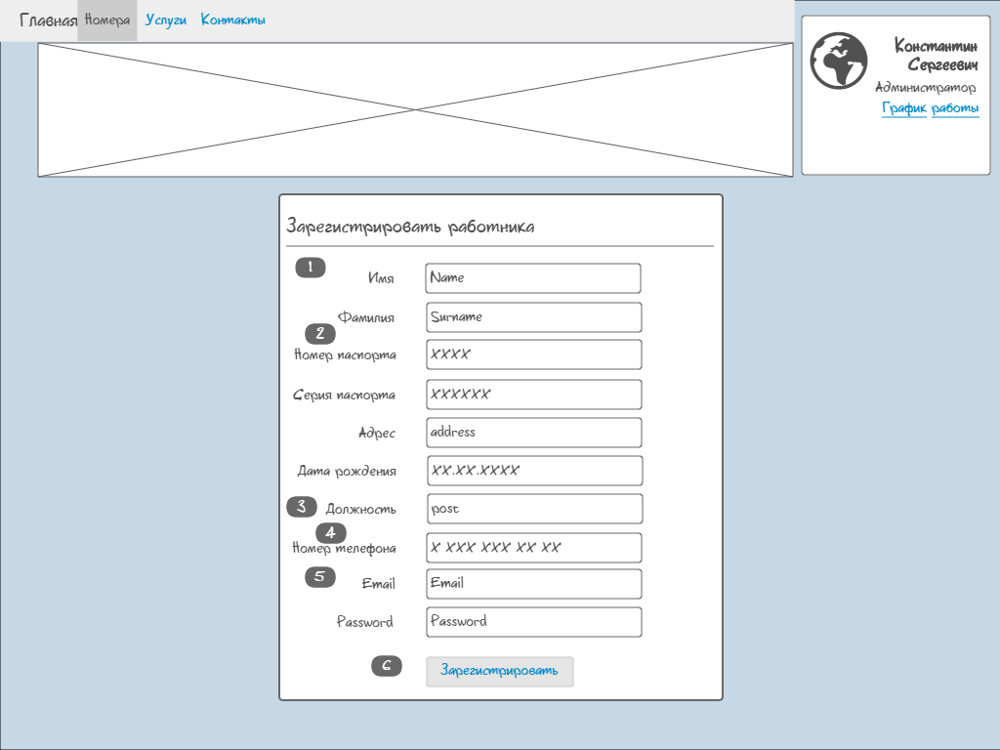 Главная Номера Услуги Контакты
Константин
Сергеевич
Администратор
График работы
Зарегистрировать работника
1
Имя Name
Фамилия Surname
2
Номер паспорта XXXX
Серия паспорта XXXXXX
Адрес address
Дата рождения XX.XX.XXXX
3 Должность post
4
Номер телефона X XXX XXX XX XX
5
Email Email
Password Password
6 Зарегистрировать